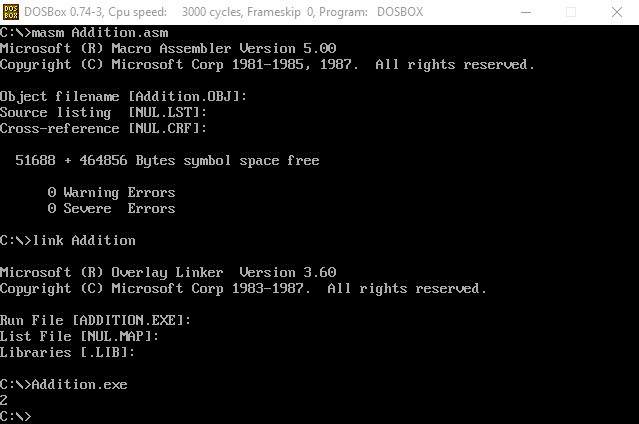 DOSBox 0.74-3, Cpu speed: 3000 cycles, Frameskip 0, Program: DOSBOX
C:\>masm Addition.asm
Microsoft (R) Macro Assembler Version 5.00
Copyright (C) Microsoft Corp 1981-1985, 1987.  All rights reserved.
Object filename [Addition.OBJ]:
Source listing  [NUL.LST]:
Cross-reference [NUL.CRF]:
51688 + 464856 Bytes symbol space free
0 Warning Errors
0 Severe  Errors
C:\>link Addition
Microsoft (R) Overlay Linker  Version 3.60
Copyright (C) Microsoft Corp 1983-1987.  All rights reserved.
Run File [ADDITION.EXE]:
List File [NUL.MAP]:
Libraries [.LIB]:
C:\>Addition.exe
2
C:\>